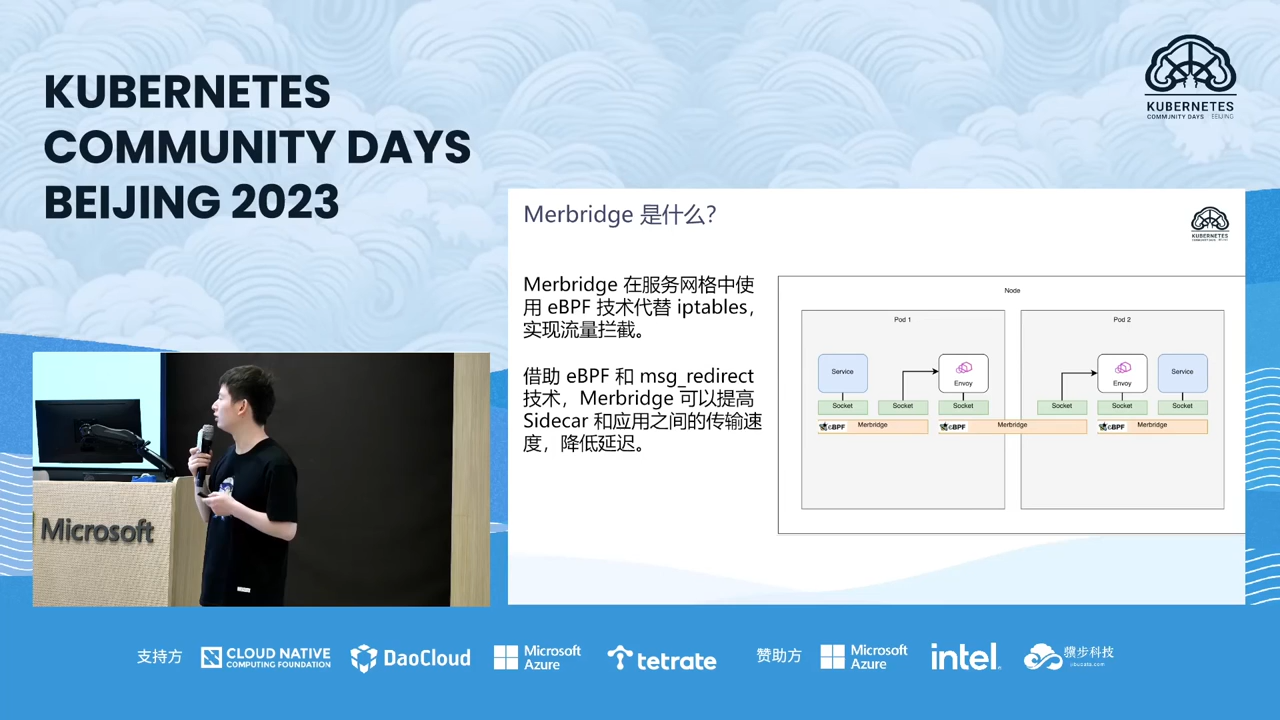 KUBERNETES
COMMUNITY DAYS
BEIJING 2023
KUBERNETES
COMMUNITY DAYS · BEIJING
Merbridge 是什么？
KUBERNETES
Merbridge 在服务网格中使
用 eBPF 技术代替 iptables，
实现流量拦截。
借助 eBPF 和 msg_redirect
技术，Merbridge 可以提高
Sidecar 和应用之间的传输速
度，降低延迟。
Node
Pod 1
Pod 2
Service
Envoy
Envoy
Service
Socket
Socket
Socket
Socket
Socket
Socket
eBPF
Merbridge
eBPF
Merbridge
eBPF
Merbridge
Microsoft
支持方
CLOUD NATIVE
COMPUTING FOUNDATION
DaoCloud
Microsoft
Azure
tetrate
赞助方
Microsoft
Azure
intel.
骥步科技